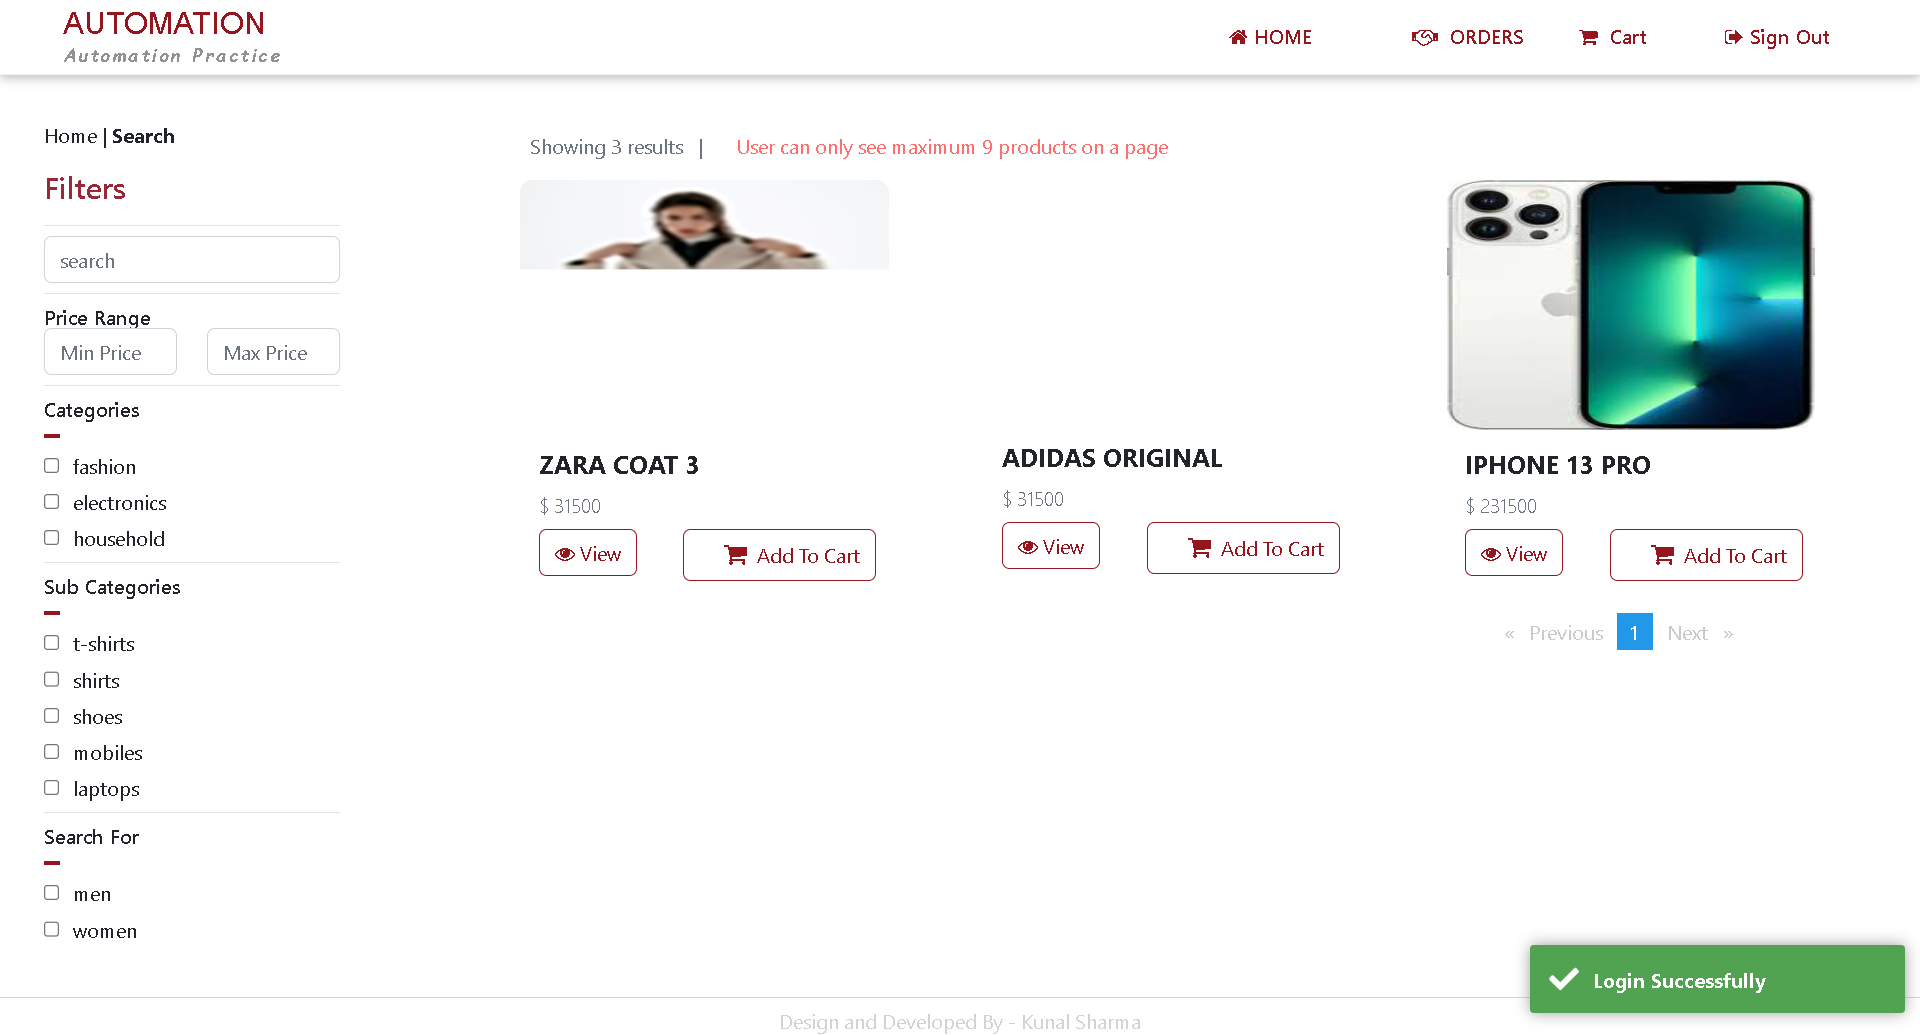 AUTOMATION
Automation Practice
HOME
ORDERS
Cart
Sign Out
Home | Search
Showing 3 results |
User can only see maximum 9 products on a page
Filters
search
Price Range
Min Price
Max Price
Categories
fashion
electronics
household
Sub Categories
t-shirts
shirts
shoes
mobiles
laptops
Search For
men
women
ZARA COAT 3
$ 31500
View
Add To Cart
ADIDAS ORIGINAL
$ 31500
View
Add To Cart
IPHONE 13 PRO
$ 231500
View
Add To Cart
« Previous 1 Next »
Login Successfully
Design and Developed By - Kunal Sharma